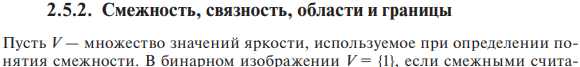 2.5.2. Смежность, связность, области и границы
Пусть V — множество значений яркости, используемое при определении по-
нятия смежности. В бинарном изображении V = {1}, если смежными счита-